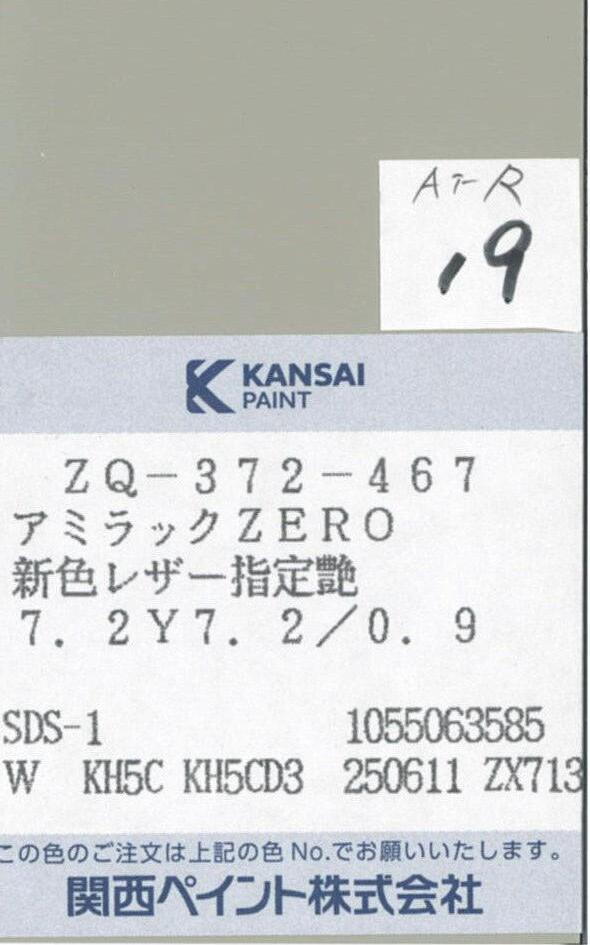 AT-R
19
KANSAI
PAINT
ZQ-372-467
アミラックZERO
新色レザー指定艶
7.2Y7.2/0.9
SDS-1 1055063585
W KH5C KH5CD3 250611 ZX713
この色のご注文は上記の色No.でお願いいたします。
関西ペイント株式会社